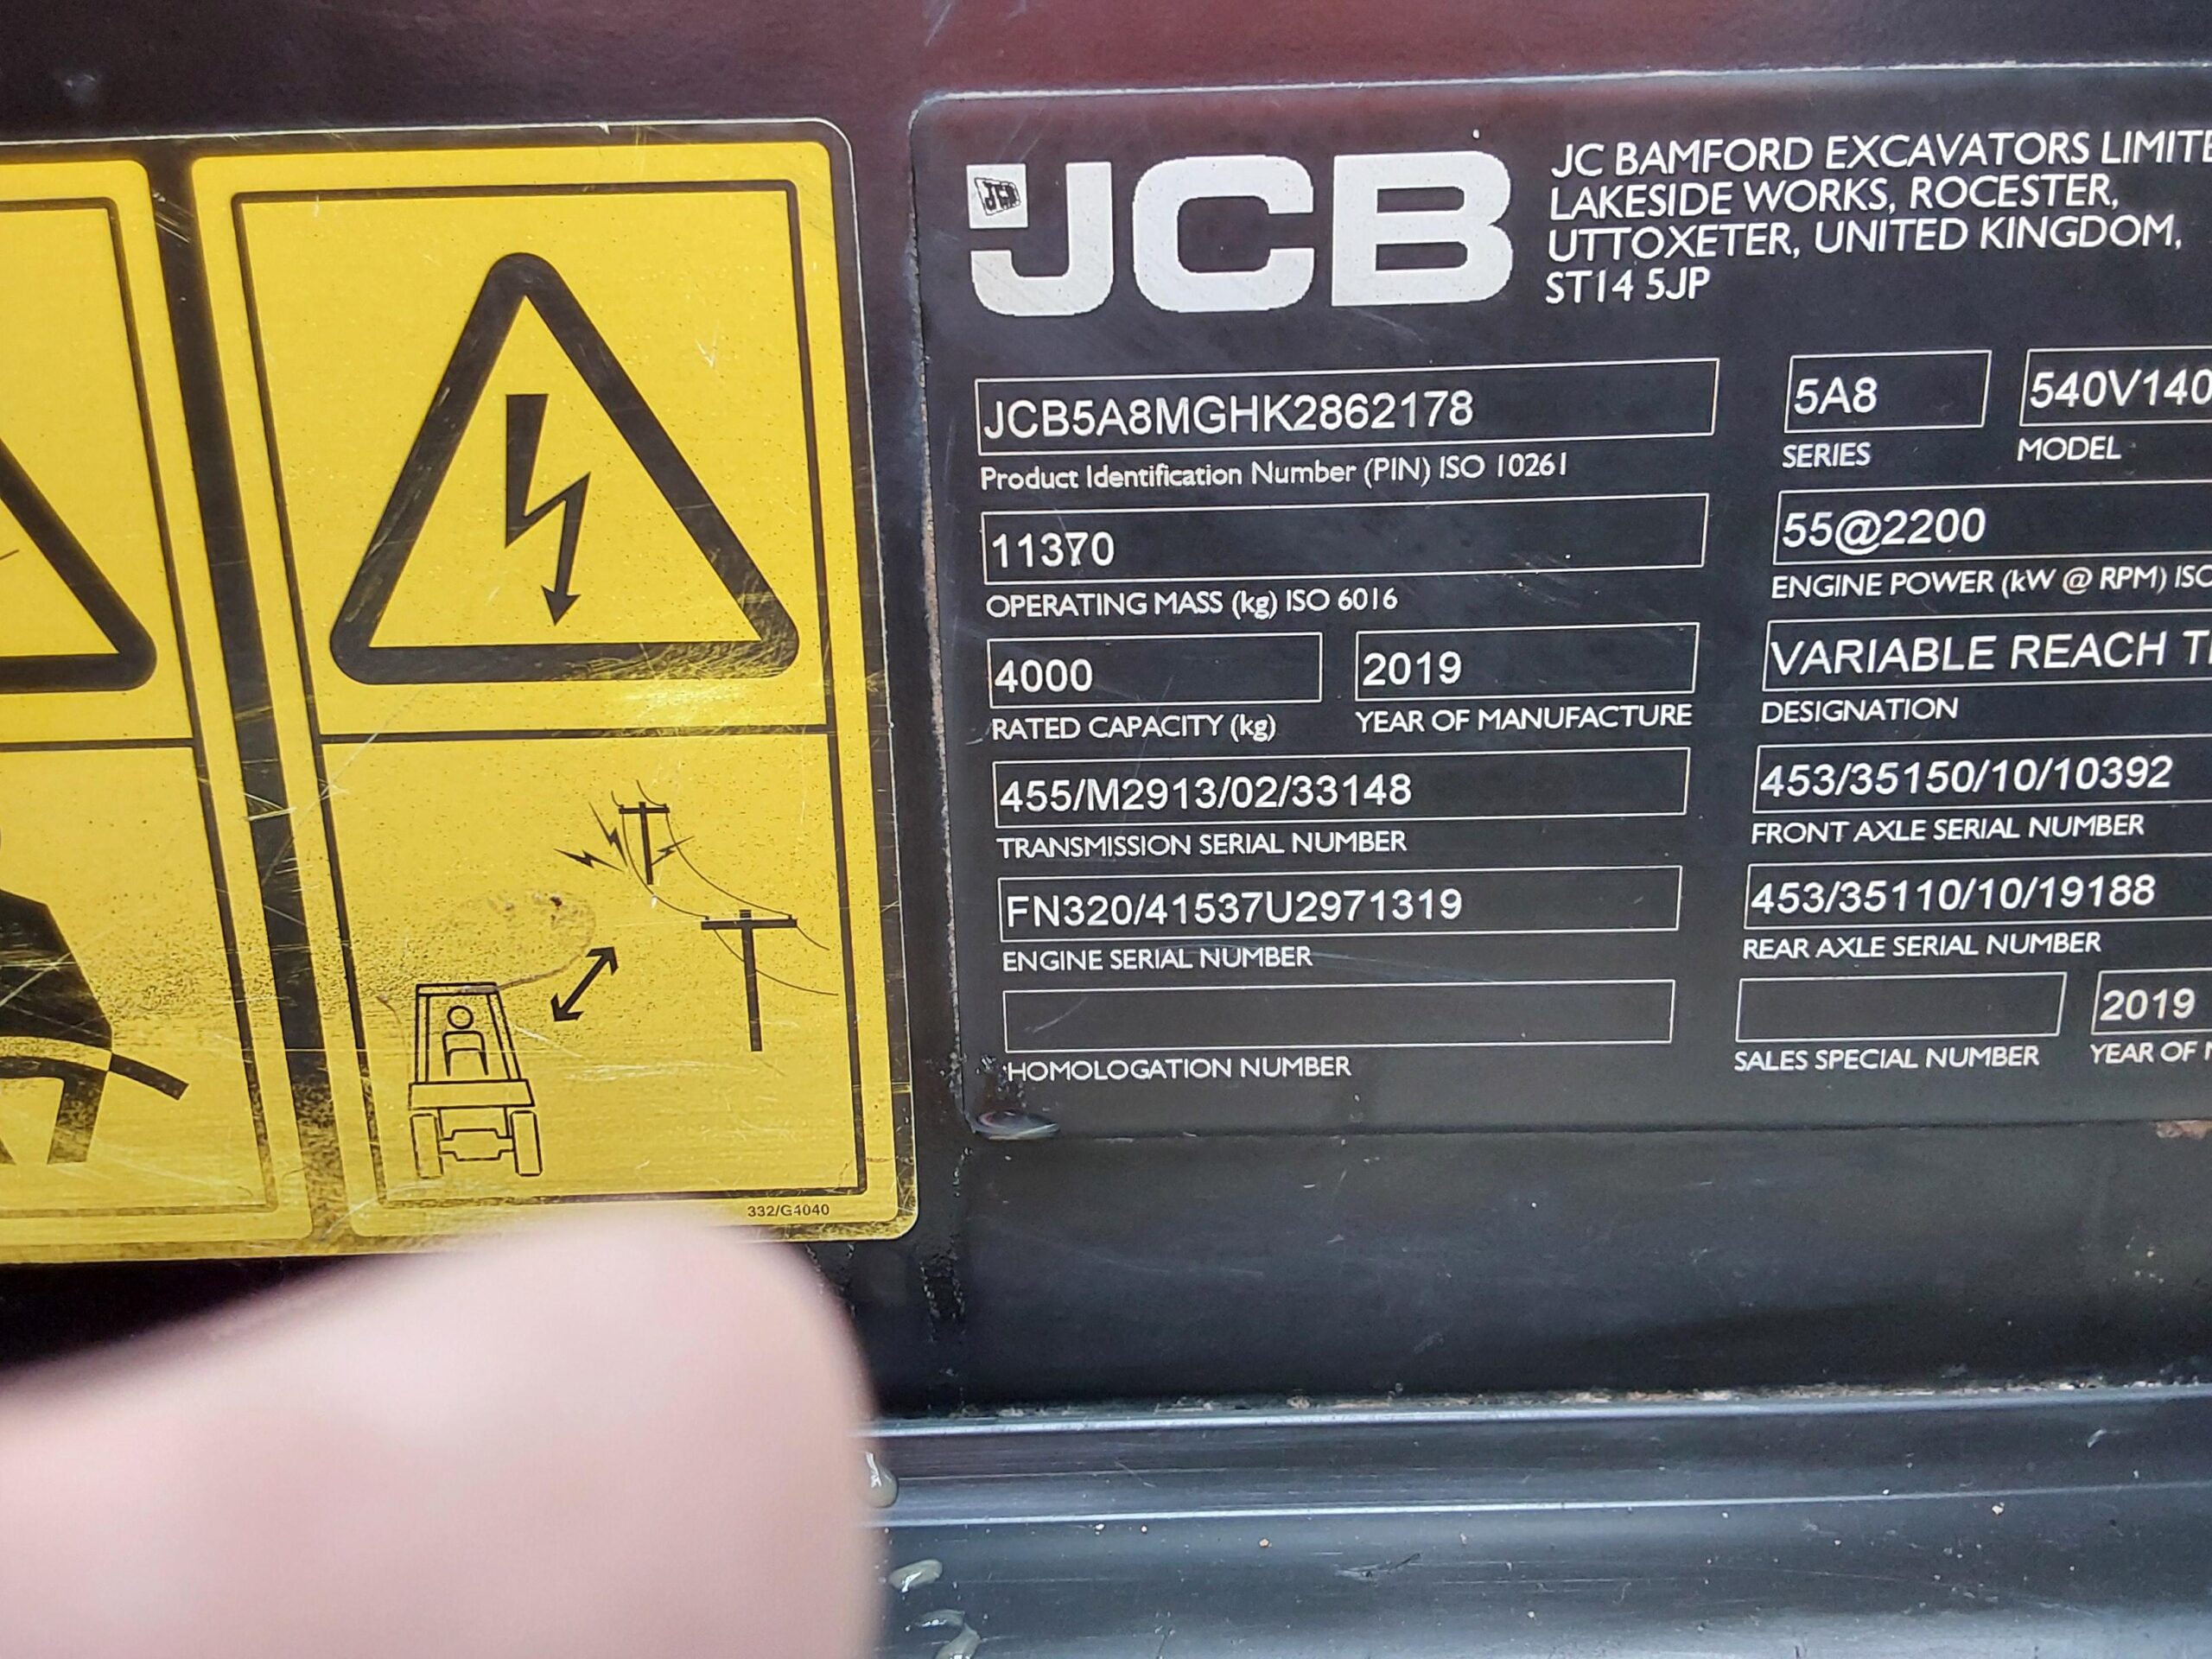 JCB
JC BAMFORD EXCAVATORS
LAKESIDE WORKS, ROCESTER,
UTTOXETER, UNITED KINGDOM,
ST14 5JP
JCB
JCB5A8MGHK2862178
Product Identification Number (PIN) ISO 10261
5A8
SERIES
540V140
MODEL
11370
OPERATING MASS (kg) ISO 6016
55@2200
ENGINE POWER (kW @ RPM)
4000
RATED CAPACITY (kg)
2019
YEAR OF MANUFACTURE
VARIABLE REACH
DESIGNATION
455/M2913/02/33148
TRANSMISSION SERIAL NUMBER
453/35150/10/10392
FRONT AXLE SERIAL NUMBER
FN320/41537U2971319
ENGINE SERIAL NUMBER
453/35110/10/19188
REAR AXLE SERIAL NUMBER
HOMOLOGATION NUMBER
SALES SPECIAL NUMBER
2019
YEAR OF
332/G4040